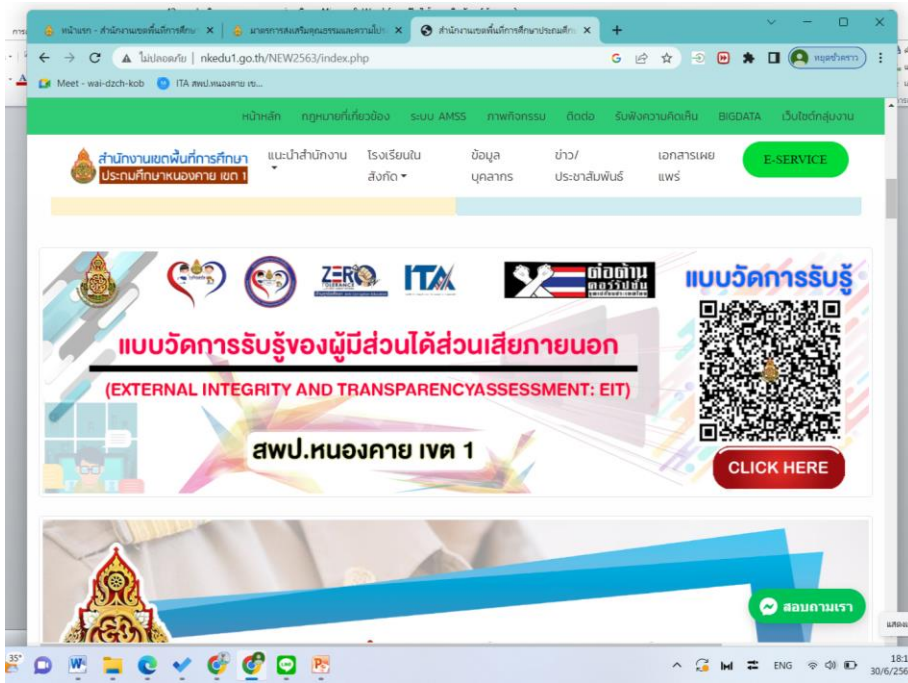 หน้าแรก - สำนักงานเขตพื้นที่การศึกษ
มาตรการส่งเสริมคุณธรรมและความโปร่
สำนักงานเขตพื้นที่การศึกษาประถมศึกษ
ไม่ปลอดภัย | nkedu1.go.th/NEW2563/index.php
หยุดชั่วคราว
Meet - wai-dzch-kob
ITA สพป.หนองคาย เข...
หน้าหลัก กฎหมายที่เกี่ยวข้อง ระบบ AMSS ภาพกิจกรรม ติดต่อ รับฟังความคิดเห็น BIGDATA เว็บไซต์กลุ่มงาน
สำนักงานเขตพื้นที่การศึกษา
ประถมศึกษาหนองคาย เขต 1
แนะนำสำนักงาน
โรงเรียนใน
สังกัด
ข้อมูล
บุคลากร
ข่าว/
ประชาสัมพันธ์
เอกสารเผย
แพร่
E-SERVICE
ZERO
TOLERANCE
ITA
ต่อต้าน
คอร์รัปชั่น
แบบวัดการรับรู้
แบบวัดการรับรู้ของผู้มีส่วนได้ส่วนเสียภายนอก
(EXTERNAL INTEGRITY AND TRANSPARENCYASSESSMENT: EIT)
สพป.หนองคาย เขต 1
CLICK HERE
สอบถามเรา
35°
ENG
18:1
30/6/256